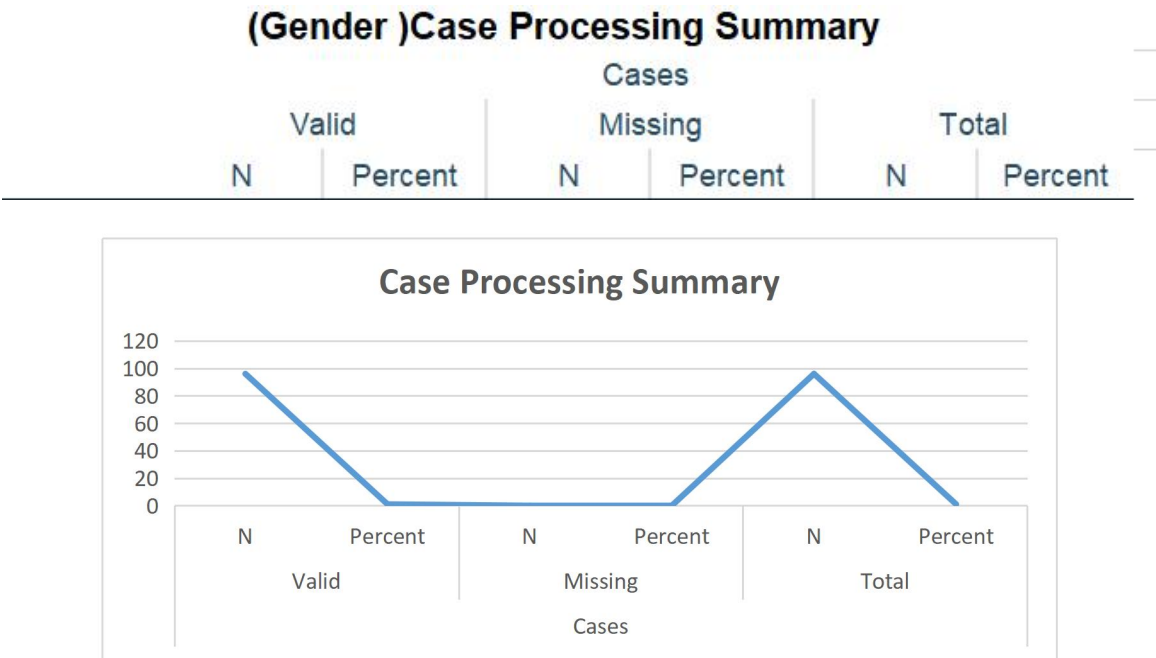 (Gender )Case Processing Summary
Cases
Valid Missing Total
N Percent N Percent N Percent
Case Processing Summary
120
100
80
60
40
20
0
N Percent N Percent N Percent
Valid Missing Total
Cases